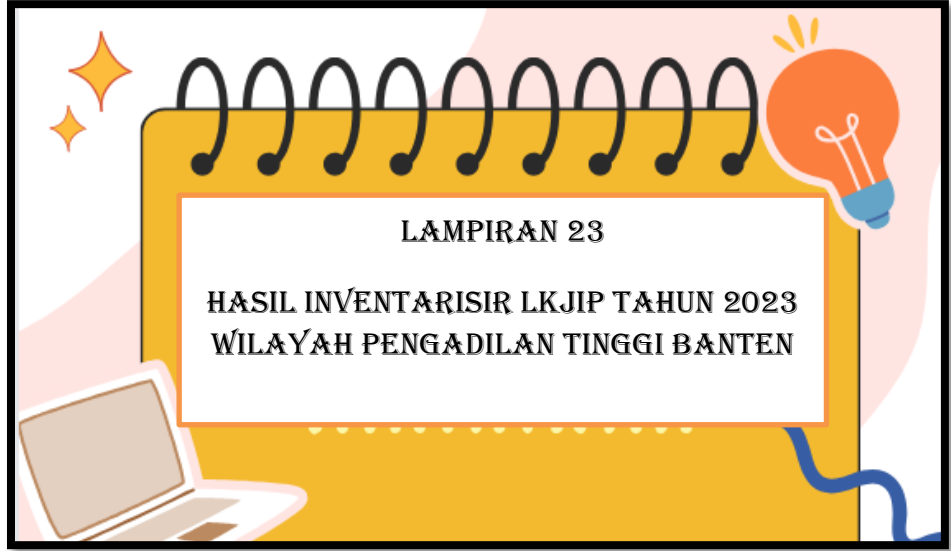 LAMPIRAN 23
HASIL INVENTARISIR LKJIP TAHUN 2023
WILAYAH PENGADILAN TINGGI BANTEN